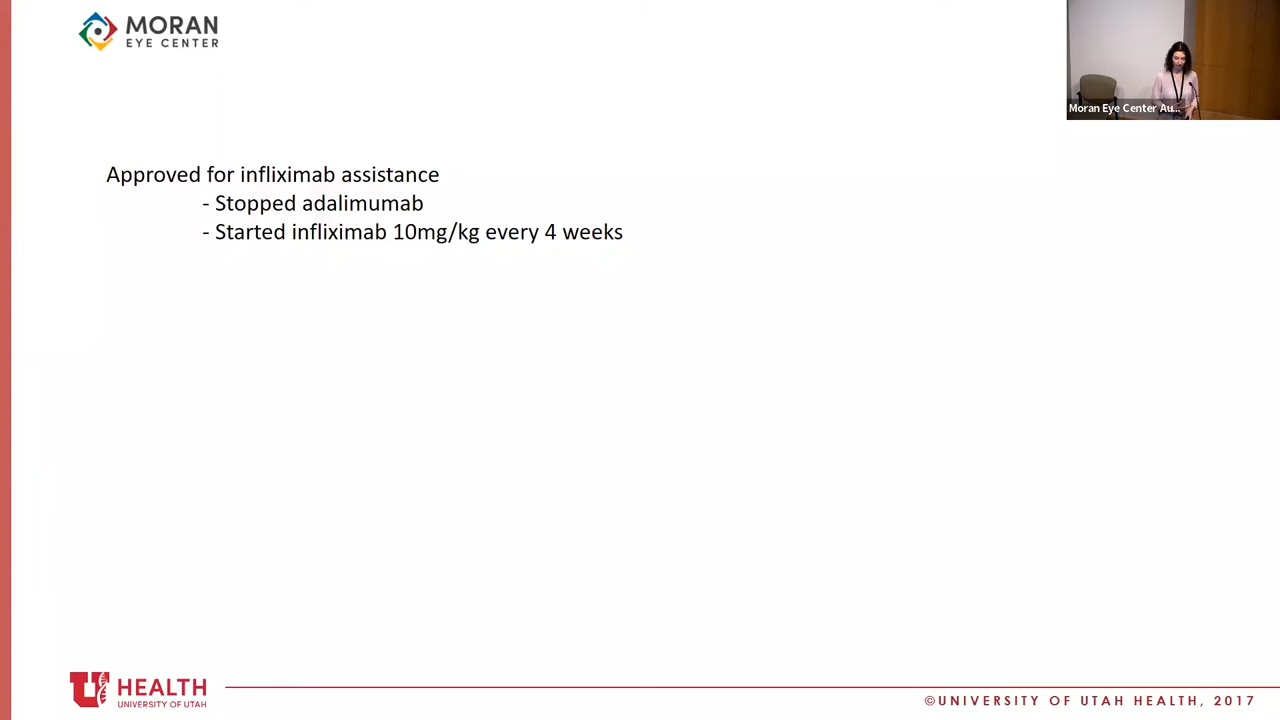 MORAN
EYE CENTER
Moran Eye Center Au...
Approved for infliximab assistance
- Stopped adalimumab
- Started infliximab 10mg/kg every 4 weeks
U
HEALTH
UNIVERSITY OF UTAH
©UNIVERSITY OF UTAH HEALTH, 2017